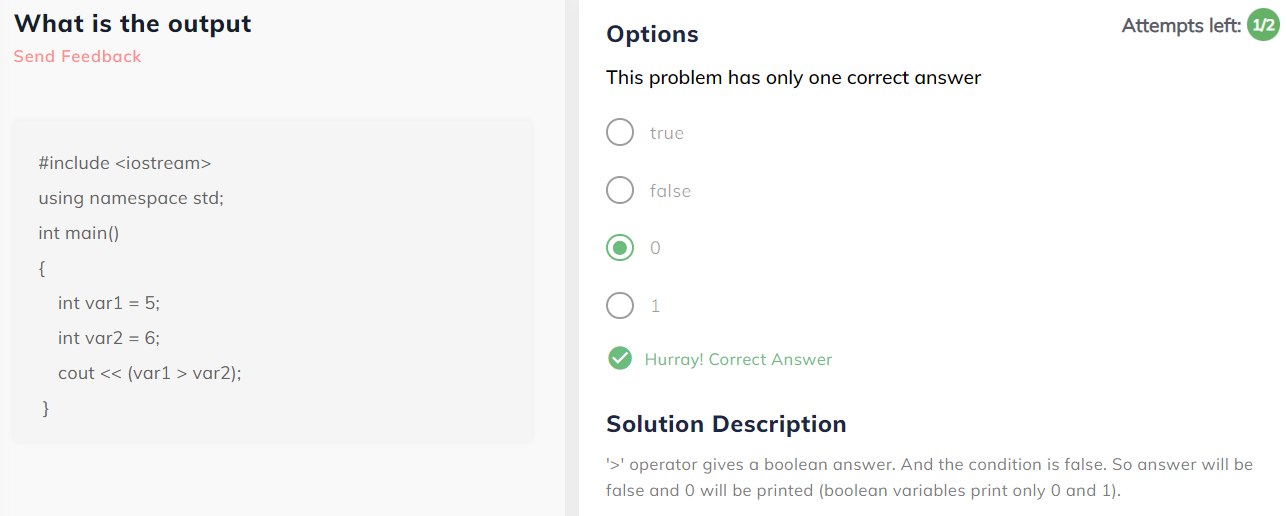 What is the output
Send Feedback
#include <iostream>
using namespace std;
int main()
{
int var1 = 5;
int var2 = 6;
cout << (var1 > var2);
}
Options
Attempts left: 1/2
This problem has only one correct answer
true
false
0
1
Hurray! Correct Answer
Solution Description
'>' operator gives a boolean answer. And the condition is false. So answer will be
false and 0 will be printed (boolean variables print only 0 and 1).